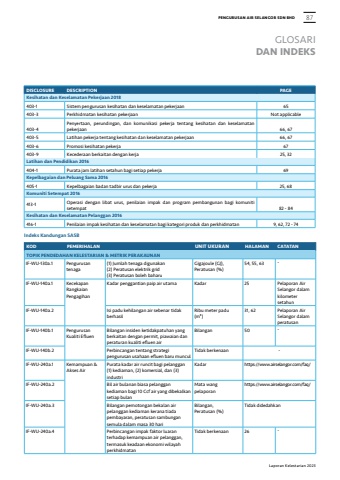 PENGURUSAN AIR SELANGOR SDN BHD 87
GLOSARI
DAN INDEKS
DISCLOSURE DESCRIPTION PAGE
Kesihatan dan Keselamatan Pekerjaan 2018
403-1 Sistem pengurusan kesihatan dan keselamatan pekerjaan 65
403-3 Perkhidmatan kesihatan pekerjaan Not applicable
Penyertaan, perundingan, dan komunikasi pekerja tentang kesihatan dan keselamatan
403-4 pekerjaan 66, 67
403-5 Latihan pekerja tentang kesihatan dan keselamatan pekerjaan 66, 67
403-6 Promosi kesihatan pekerja 67
403-9 Kecederaan berkaitan dengan kerja 25, 32
Latihan dan Pendidikan 2016
404-1 Purata jam latihan setahun bagi setiap pekerja 69
Kepelbagaian dan Peluang Sama 2016
405-1 Kepelbagaian badan tadbir urus dan pekerja 25, 68
Komuniti Setempat 2016
413-1 Operasi dengan libat urus, penilaian impak dan program pembangunan bagi komuniti
setempat 82 - 84
Kesihatan dan Keselamatan Pelanggan 2016
416-1 Penilaian impak kesihatan dan keselamatan bagi kategori produk dan perkhidmatan 9, 62, 72 - 74
Indeks Kandungan SASB
KOD PEMERIHALAN UNIT UKURAN HALAMAN CATATAN
TOPIK PENDEDAHAN KELESTARIAN & METRIK PERAKAUNAN
IF-WU-130a.1 Pengurusan (1) Jumlah tenaga digunakan Gigajoule (Gj), 54, 55, 63 -
tenaga (2) Peratusan elektrik grid Peratusan (%)
(3) Peratusan boleh baharu
IF-WU-140a.1 Kecekapan Kadar penggantian paip air utama Kadar 25 Pelaporan Air
Rangkaian Selangor dalam
Pengagihan kilometer
setahun
IF-WU-140a.2 to padu kehilangan air sebenar tidak Ribu meter padu 31, 62 Pelaporan Air
berhasil (m³) Selangor dalam
peratusan
IF-WU-140b.1 Pengurusan Bilangan insiden ketidakpatuhan yang Bilangan 50
Kualiti Efluen berkaitan dengan permit, piawaian dan
peraturan kualiti efluen air
IF-WU-140b.2 Perbincangan tentang strategi Tidak berkenaan -
pengurusan usahaan efluen baru muncul
IF-WU-240a.1 Kemampuan & Purata kadar air runcit bagi pelanggan Kadar https://www.airselangor.com/faq/
Akses Air (1) kediaman, (2) komersial, dan (3)
industri
IF-WU-240a.2 Bil air bulanan biasa pelanggan Mata wang https://www.airselangor.com/faq/
kediaman bagi 10 Ccf air yang dibekalkan pelaporan
setiap bulan
IF-WU-240a.3 Bilangan pemotongan bekalan air Bilangan, Tidak didedahkan
pelanggan kediaman kerana tiada Peratusan (%)
pembayaran, peratusan sambungan
semula dalam masa 30 hari
IF-WU-240a.4 Perbincangan impak faktor luaran Tidak berkenaan 26 -
terhadap kemampuan air pelanggan,
termasuk keadaan ekonomi wilayah
perkhidmatan
Laporan Kelestarian 2023